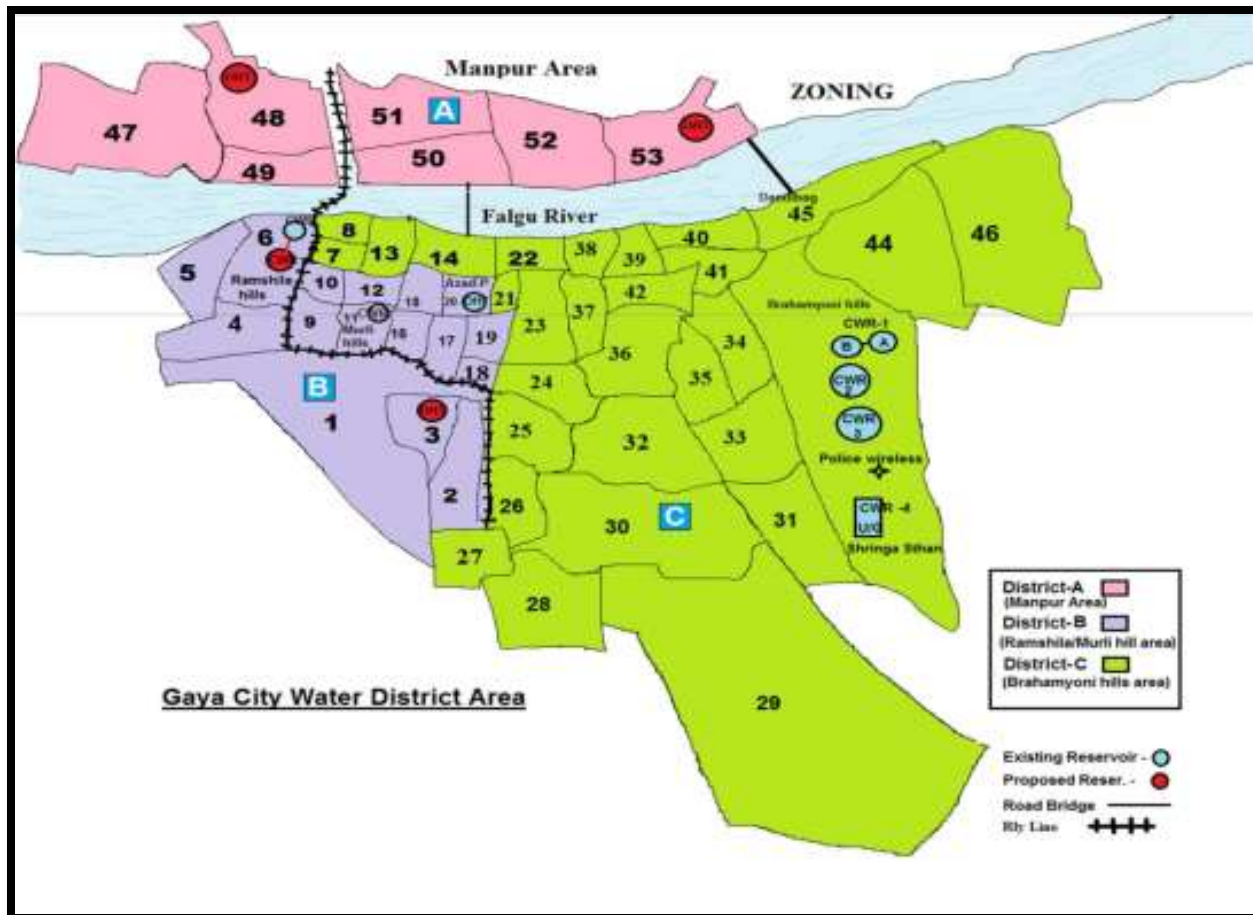 Manpur Area
ZONING
47
48
49
51
A
50
52
53
Falgu River
45
44
46
6
8
7
13
14
22
38
39
40
41
42
5
Ramshila
hills
10
12
Azad P
20
21
23
37
Brahamyoni hills
4
9
Murli
hills
16
17
19
18
36
34
35
CWR-1
B
A
CWR
CWR
3
B
1
3
24
25
32
33
Police wireless
2
26
30
C
31
CWR -4
U/G
Shringa Sthan
27
28
29
District-A
(Manpur Area)
District-B
(Ramshila/Murli hill area)
District-C
(Brahamyoni hills area)
Gaya City Water District Area
Existing Reservoir -
Proposed Reser. -
Road Bridge
Rly Line